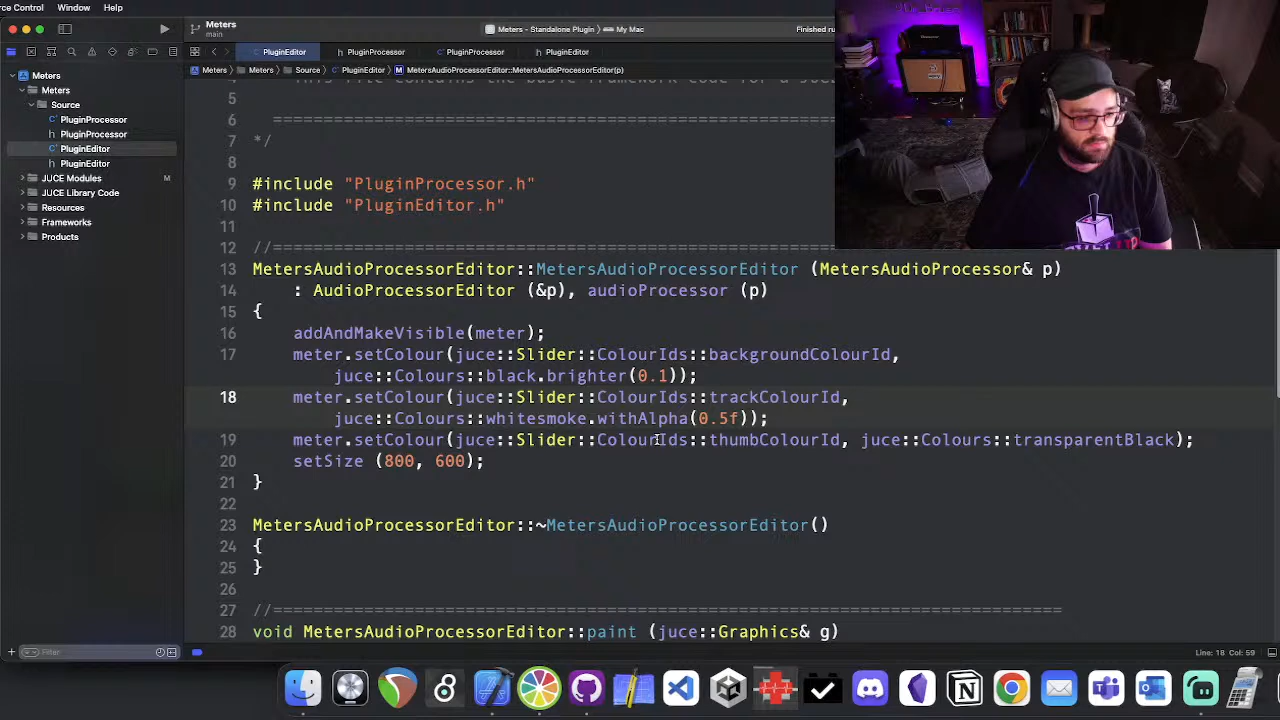 Control Window Help
Meters
main
Meters - Standalone Plugin My Mac
Finished ru
PluginEditor PluginProcessor PluginProcessor PluginEditor
Meters Meters Source PluginEditor MetersAudioProcessorEditor::MetersAudioProcessorEditor(p)
Meters
Meters
Source
PluginProcessor
PluginProcessor
PluginEditor
PluginEditor
JUCE Modules M
JUCE Library Code
Resources
Frameworks
Products
5
6 ==============================================================================
7 */
8
9 #include "PluginProcessor.h"
10 #include "PluginEditor.h"
11
12 //==============================================================================
13 MetersAudioProcessorEditor::MetersAudioProcessorEditor (MetersAudioProcessor& p)
14 : AudioProcessorEditor (&p), audioProcessor (p)
15 {
16 addAndMakeVisible(meter);
17 meter.setColour(juce::Slider::ColourIds::backgroundColourId,
juce::Colours::black.brighter(0.1));
18 meter.setColour(juce::Slider::ColourIds::trackColourId,
juce::Colours::whitesmoke.withAlpha(0.5f));
19 meter.setColour(juce::Slider::ColourIds::thumbColourId, juce::Colours::transparentBlack);
20 setSize (800, 600);
21 }
22
23 MetersAudioProcessorEditor::~MetersAudioProcessorEditor()
24 {
25 }
26
27 //==============================================================================
28 void MetersAudioProcessorEditor::paint (juce::Graphics& g)
Filter
Line: 18 Col: 59